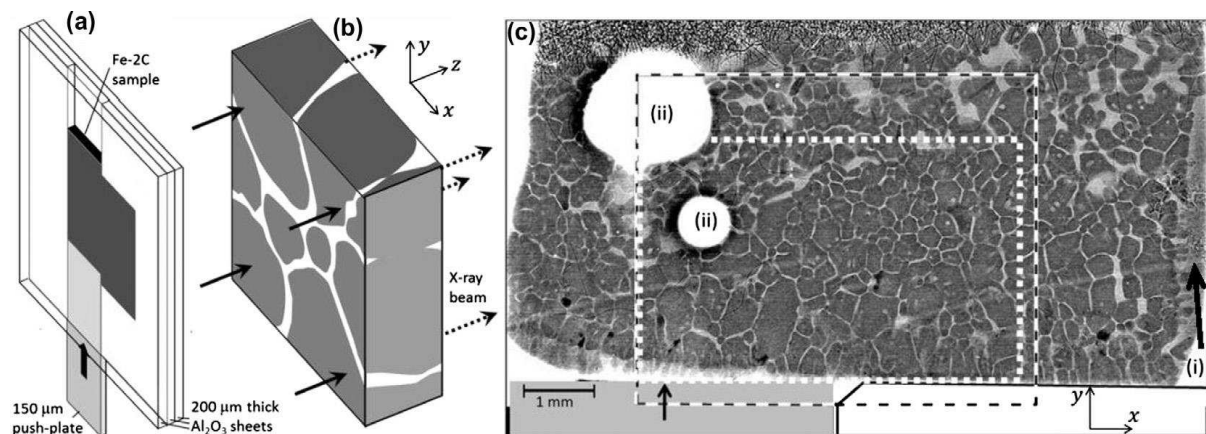 (a)
Fe-2C
sample
150 µm
push-plate
200 µm thick
Al₂O₃ sheets
(b)
y
z
x
X-ray
beam
(c)
(ii)
(ii)
(i)
1 mm
y
x